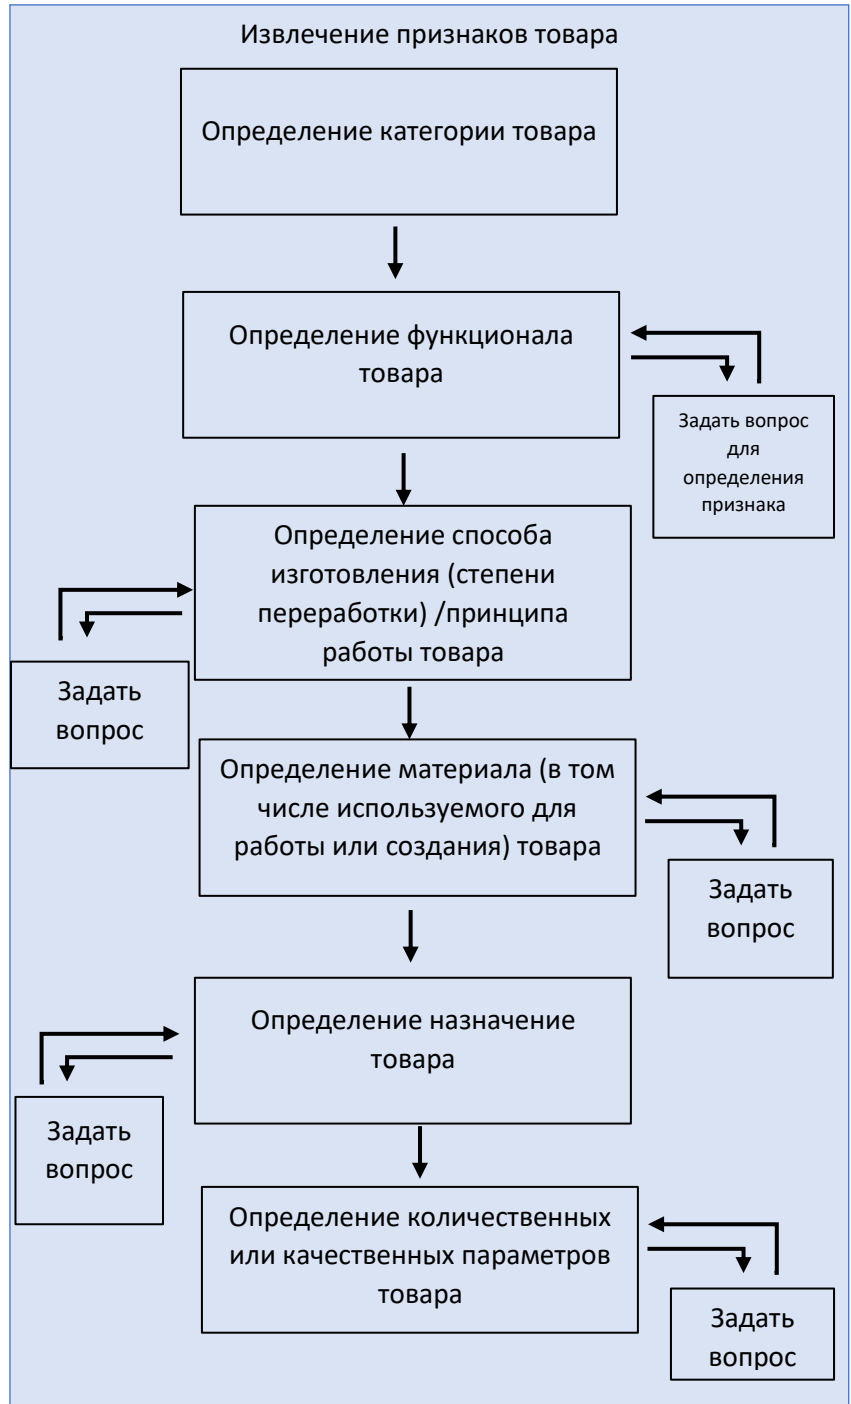 Извлечение признаков товара
Определение категории товара
Определение функционала
товара
Задать вопрос
для
определения
признака
Определение способа
изготовления (степени
переработки) /принципа
работы товара
Задать
вопрос
Определение материала (в том
числе используемого для
работы или создания) товара
Задать
вопрос
Определение назначение
товара
Задать
вопрос
Определение количественных
или качественных параметров
товара
Задать
вопрос